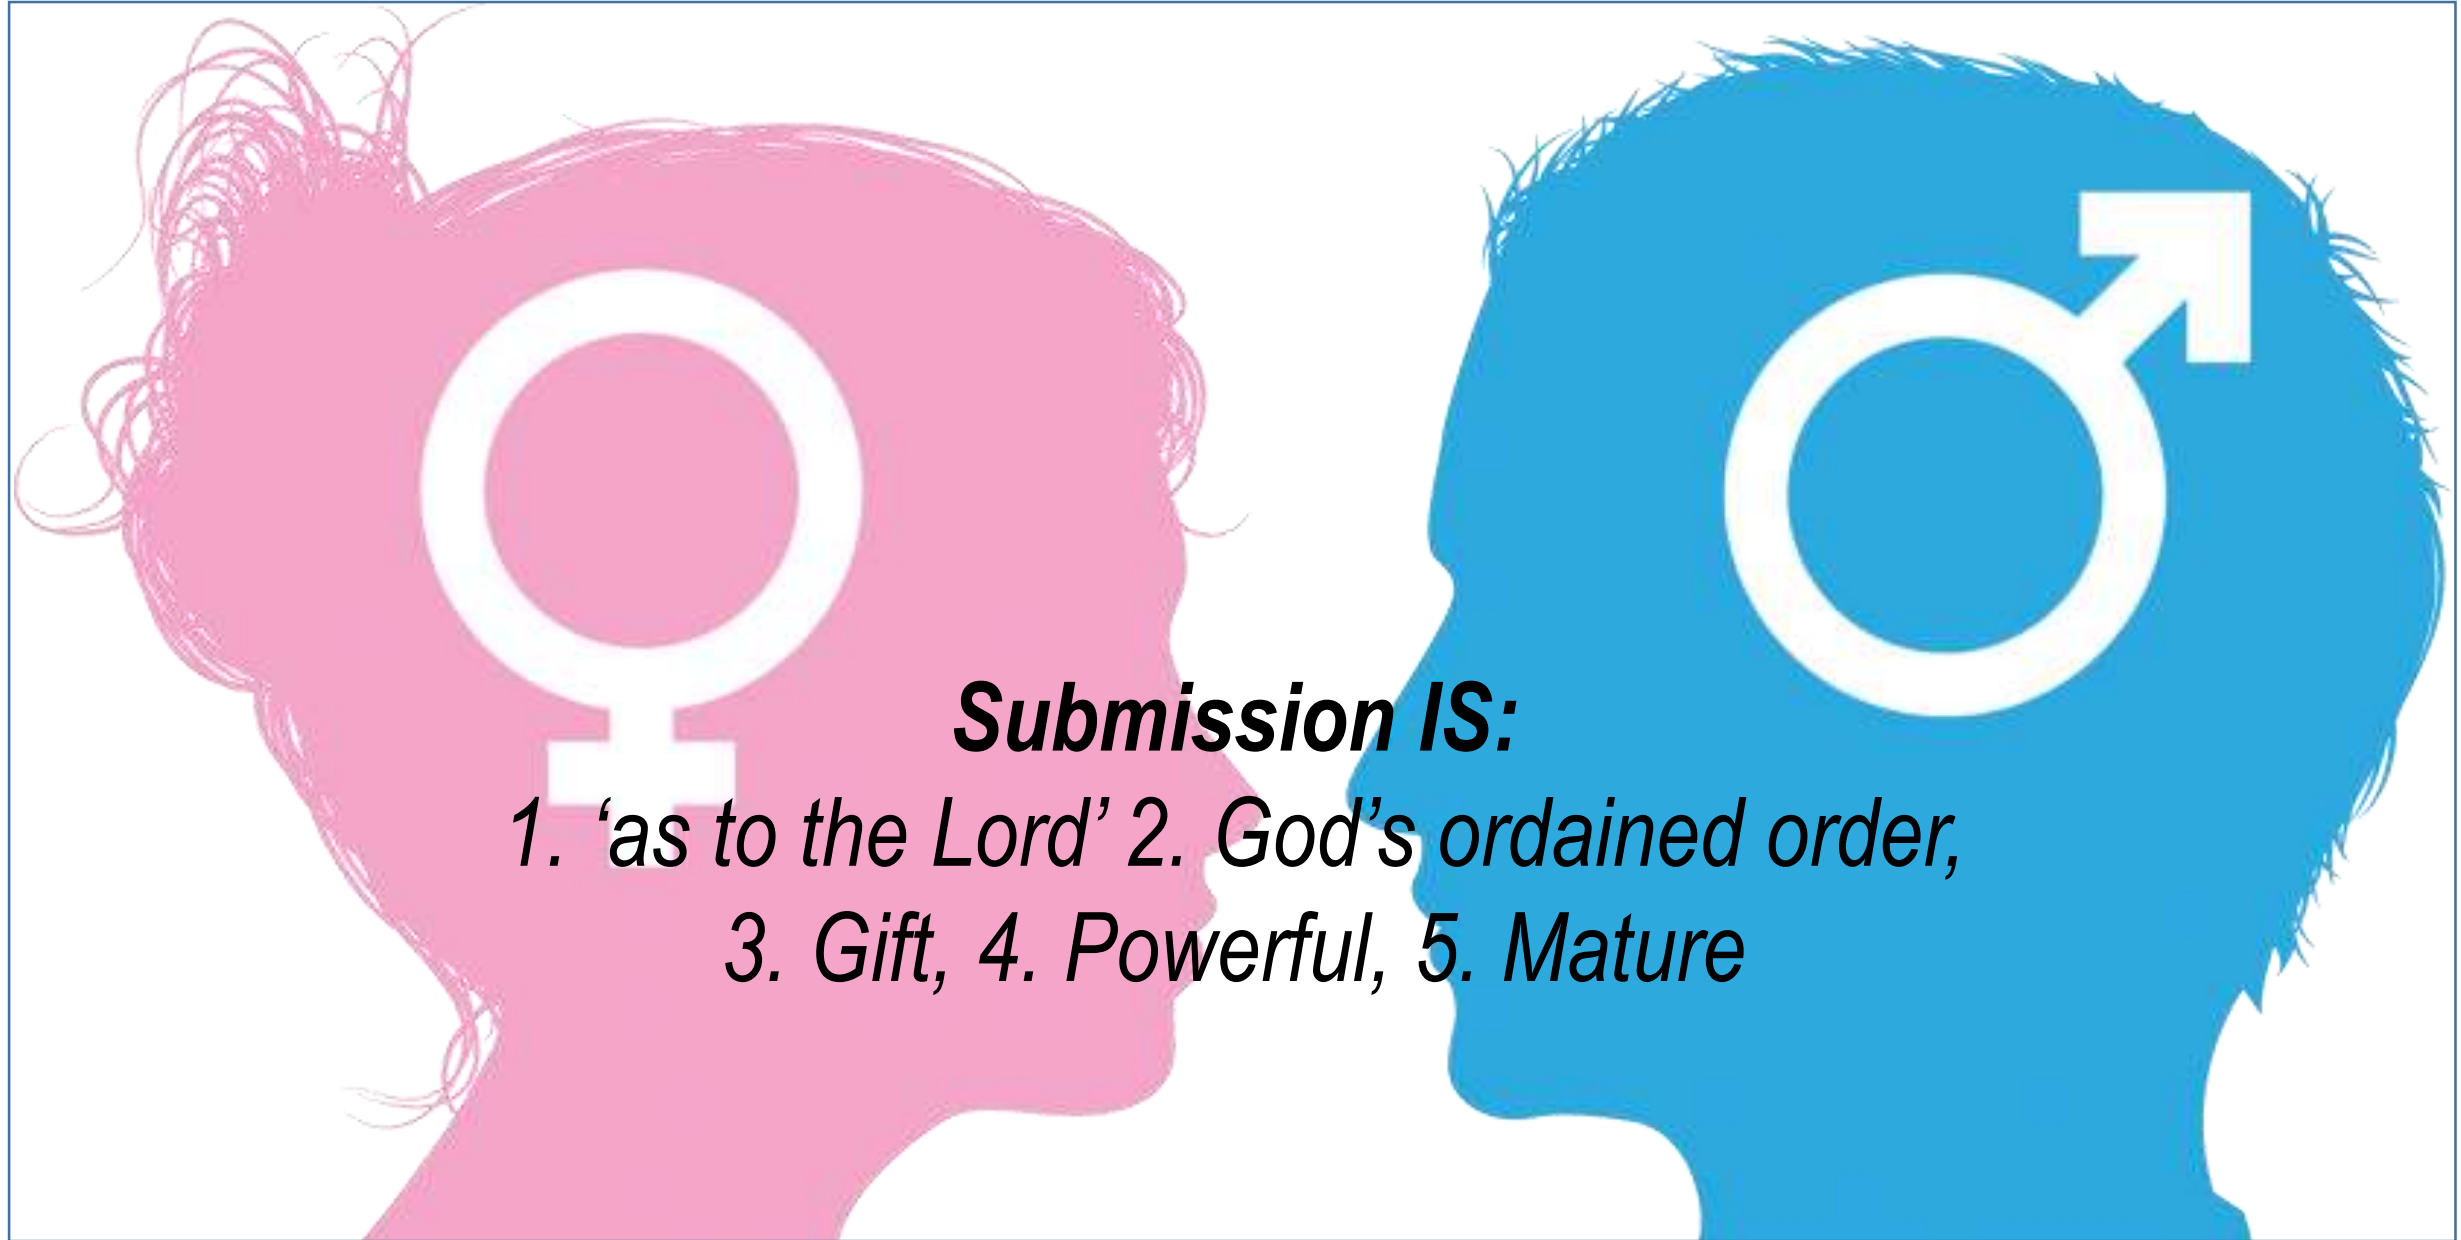 Submission IS:
1. ‘as to the Lord’ 2. God’s ordained order,
3. Gift, 4. Powerful, 5. Mature